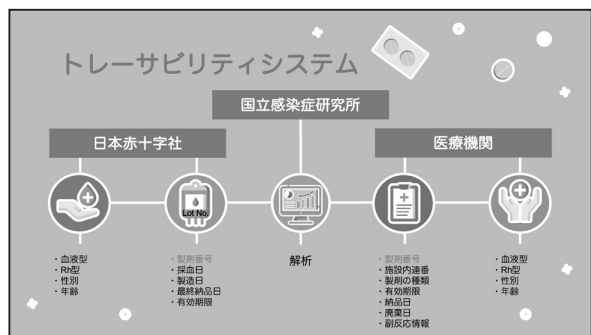 トレーサビリティシステム
国立感染症研究所
日本赤十字社
医療機関
Lot No.
・血液型
・Rh型
・性別
・年齢
・製剤番号
・採血日
・製造日
・最終納品日
・有効期限
解析
・製剤番号
・施設内連番
・製剤の種類
・有効期限
・納品日
・廃棄日
・副反応情報
・血液型
・Rh型
・性別
・年齢